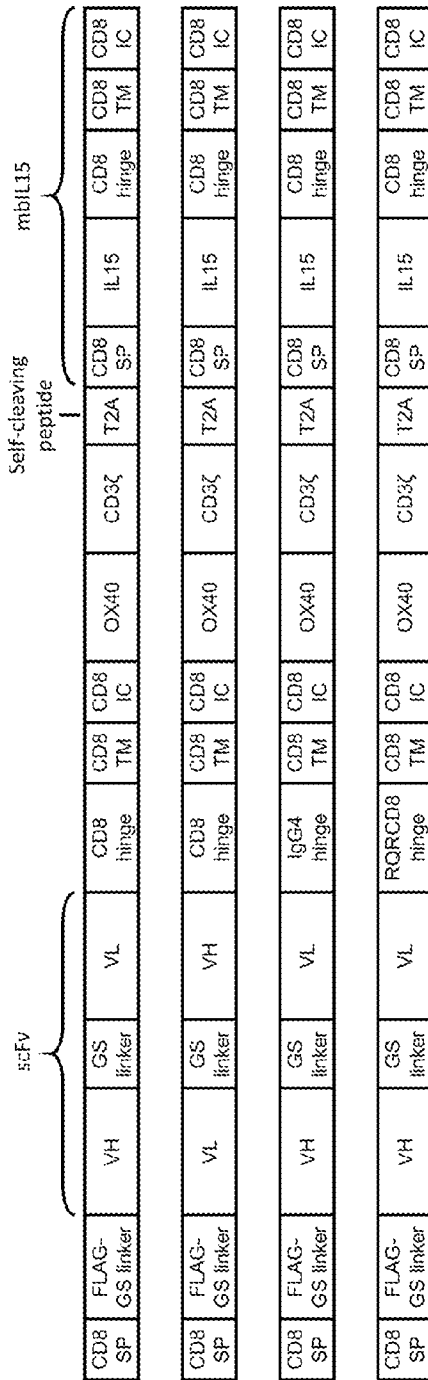 scFv
Self-cleaving
peptide
mbIL15
CD8 SP FLAG-GS linker VH GS linker VL CD8 hinge CD8 TM CD8 IC OX40 CD3ζ T2A CD8 SP IL15 CD8 hinge CD8 TM CD8 IC
CD8 SP FLAG-GS linker VL GS linker VH CD8 hinge CD8 TM CD8 IC OX40 CD3ζ T2A CD8 SP IL15 CD8 hinge CD8 TM CD8 IC
CD8 SP FLAG-GS linker VH GS linker VL IgG4 hinge CD8 TM CD8 IC OX40 CD3ζ T2A CD8 SP IL15 CD8 hinge CD8 TM CD8 IC
CD8 SP FLAG-GS linker VH GS linker VL RQRCD8 hinge CD8 TM CD8 IC OX40 CD3ζ T2A CD8 SP IL15 CD8 hinge CD8 TM CD8 IC